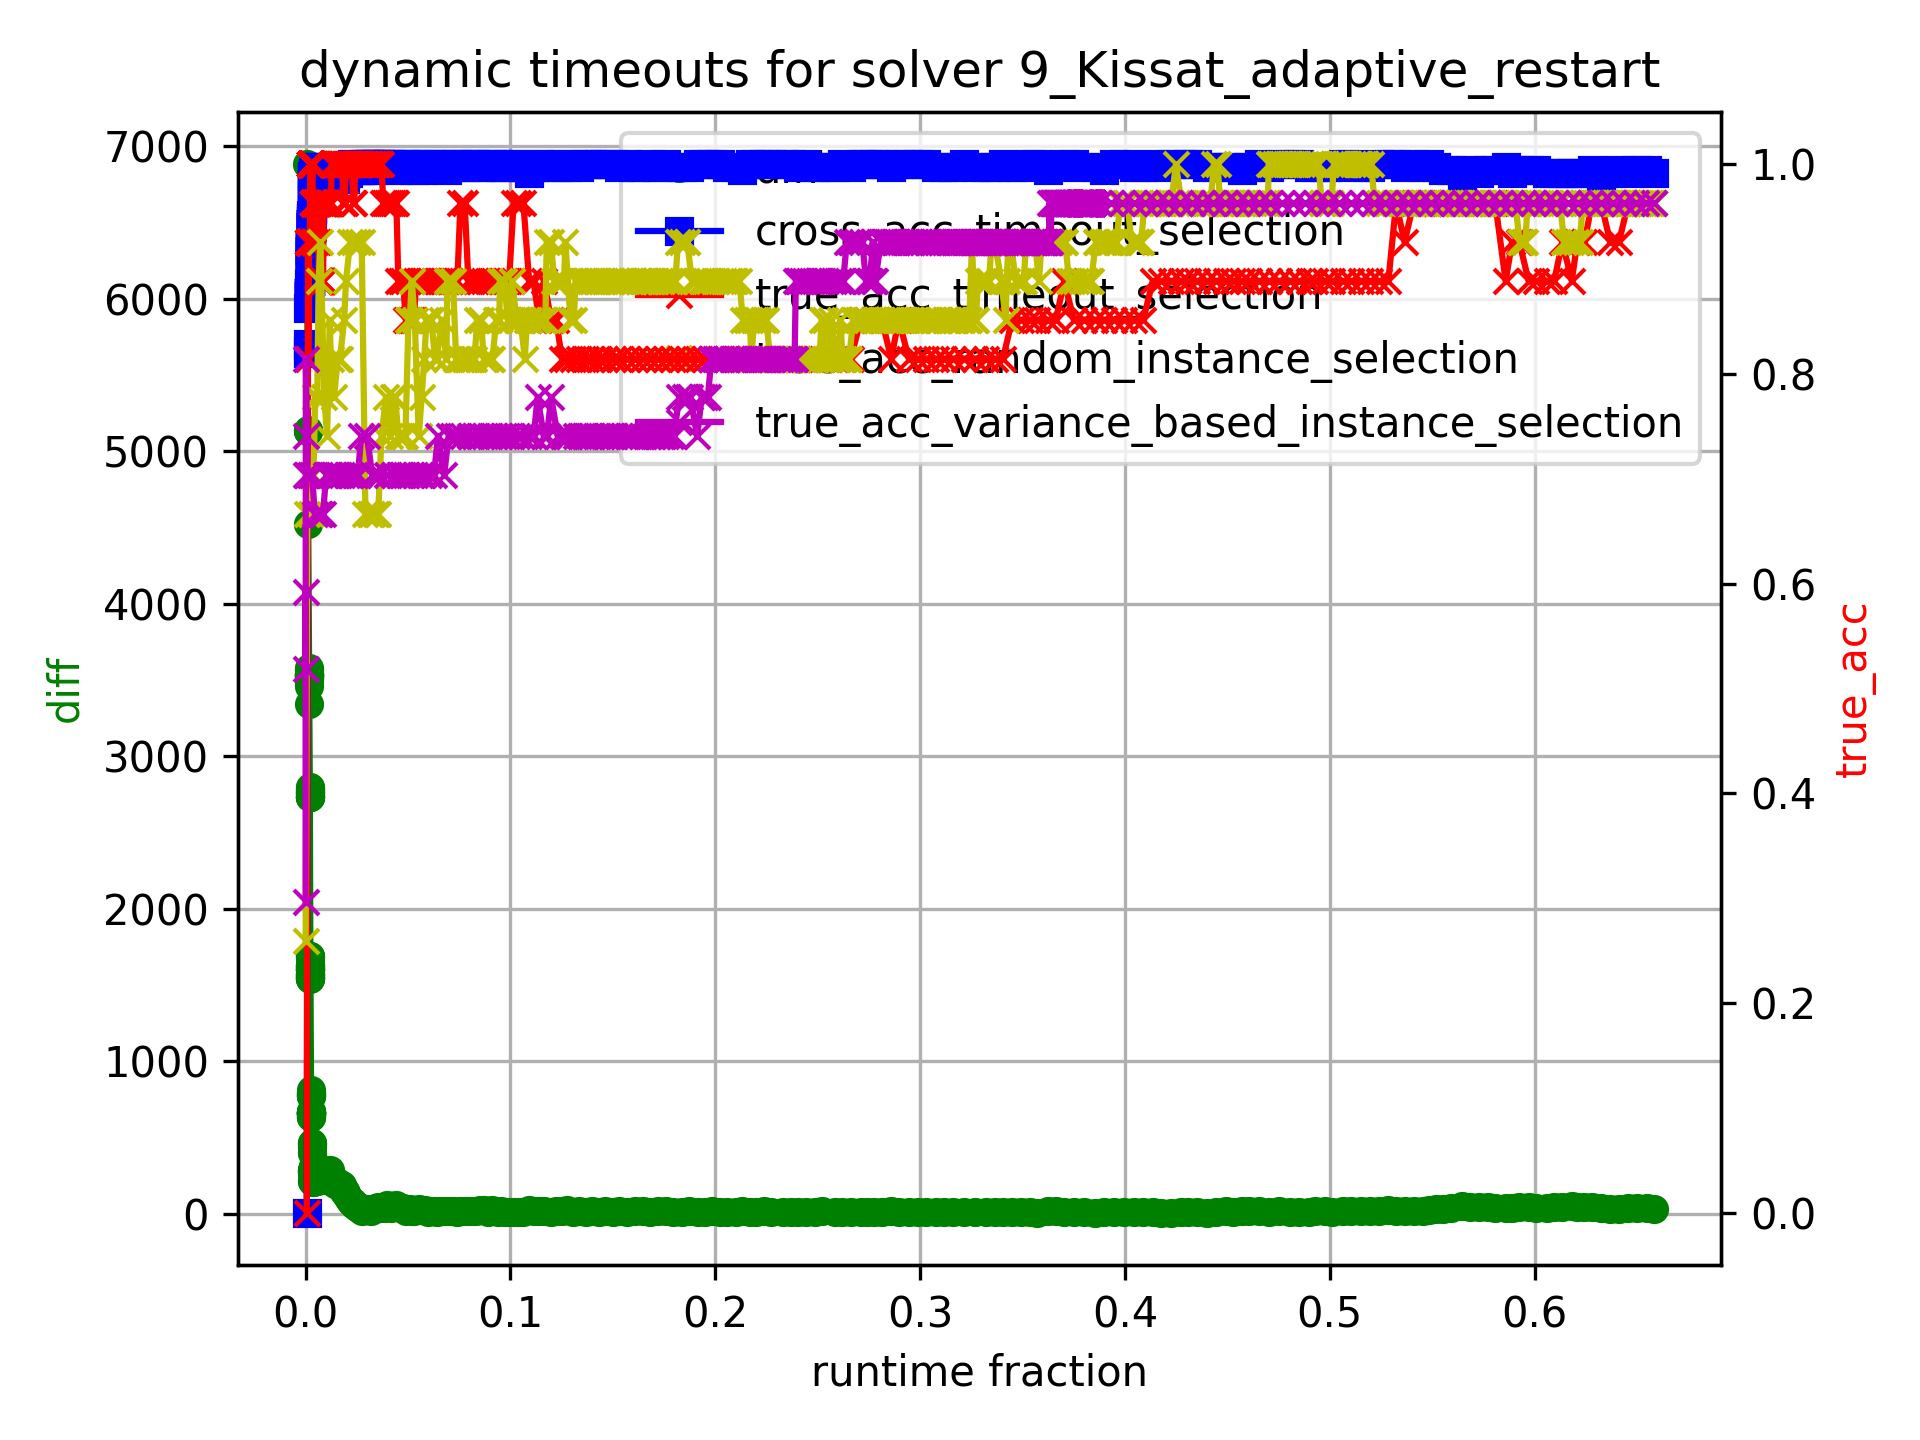 dynamic timeouts for solver 9_Kissat_adaptive_restart
7000
6000
5000
4000
3000
2000
1000
0
diff
cross_acc_timeout_selection
true_acc_timeout_selection
random_instance_selection
true_acc_variance_based_instance_selection
1.0
0.8
0.6
0.4
0.2
0.0
true_acc
0.0 0.1 0.2 0.3 0.4 0.5 0.6
runtime fraction